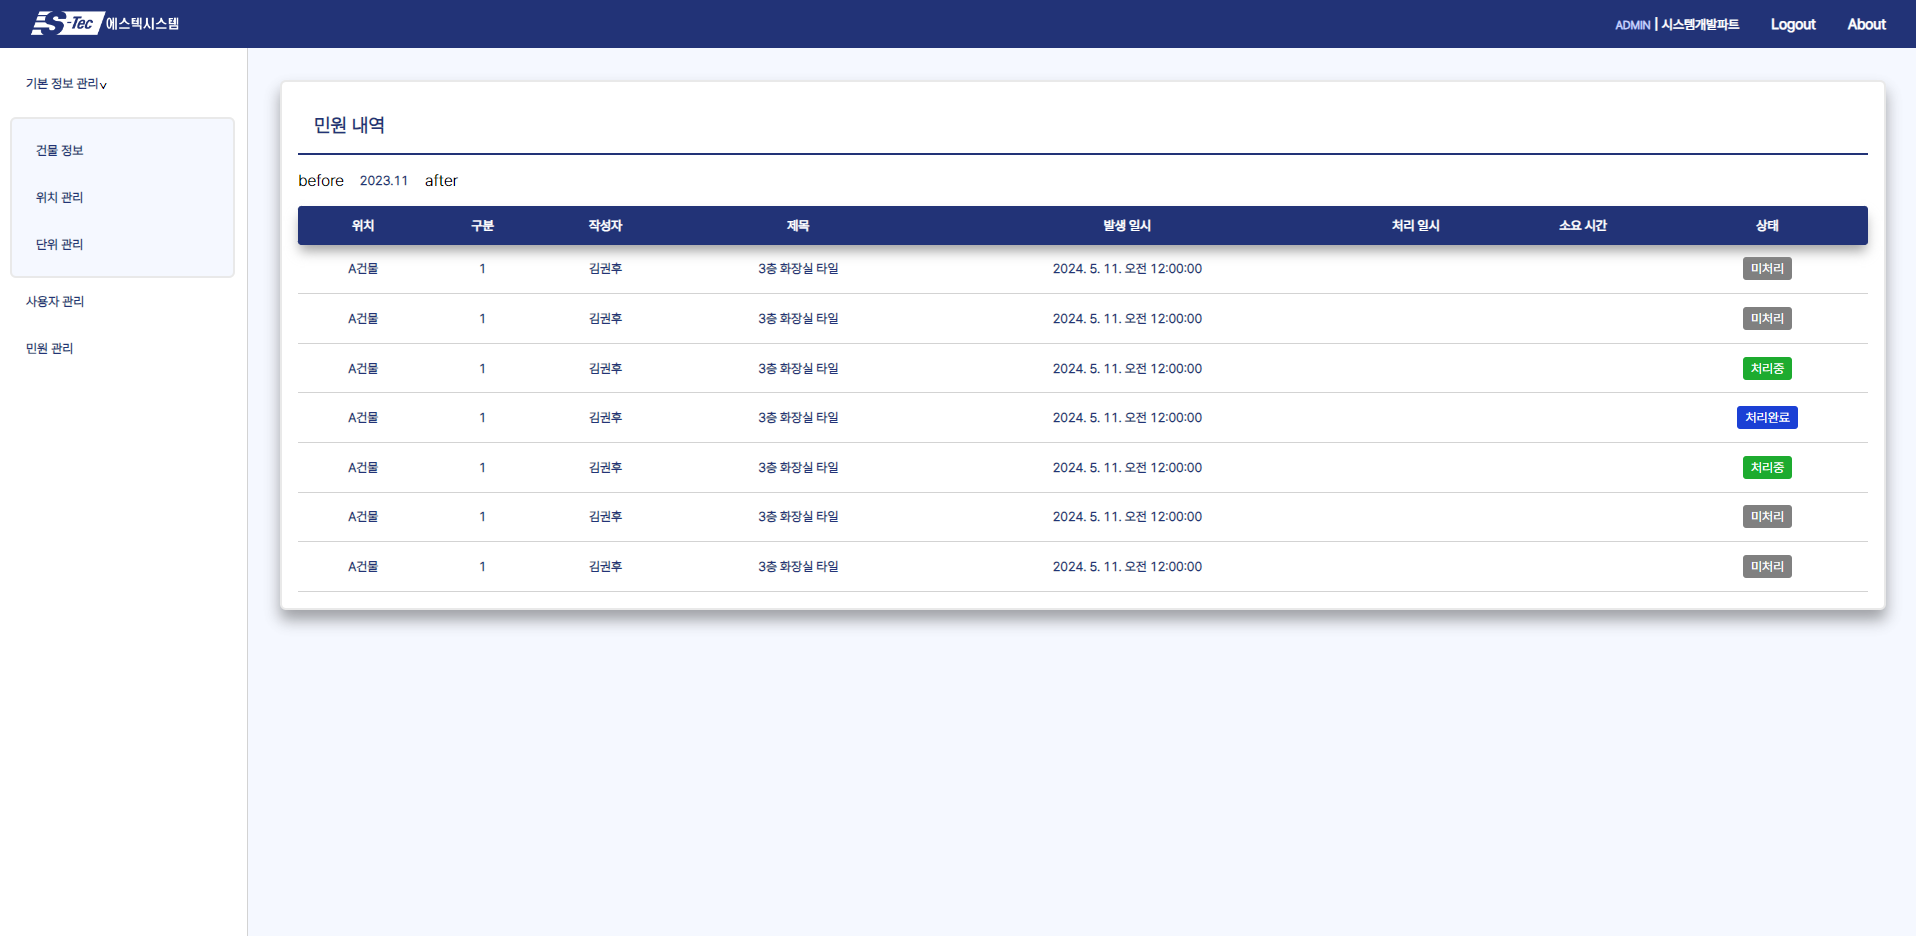 S-Tec 에스텍시스템
ADMIN | 시스템개발파트 Logout About
기본 정보 관리 v
건물 정보
위치 관리
단위 관리
사용자 관리
민원 관리
민원 내역
before 2023.11 after
위치 구분 작성자 제목 발생 일시 처리 일시 소요 시간 상태
A건물 1 김권후 3층 화장실 타일 2024. 5. 11. 오전 12:00:00 미처리
A건물 1 김권후 3층 화장실 타일 2024. 5. 11. 오전 12:00:00 미처리
A건물 1 김권후 3층 화장실 타일 2024. 5. 11. 오전 12:00:00 처리중
A건물 1 김권후 3층 화장실 타일 2024. 5. 11. 오전 12:00:00 처리완료
A건물 1 김권후 3층 화장실 타일 2024. 5. 11. 오전 12:00:00 처리중
A건물 1 김권후 3층 화장실 타일 2024. 5. 11. 오전 12:00:00 미처리
A건물 1 김권후 3층 화장실 타일 2024. 5. 11. 오전 12:00:00 미처리